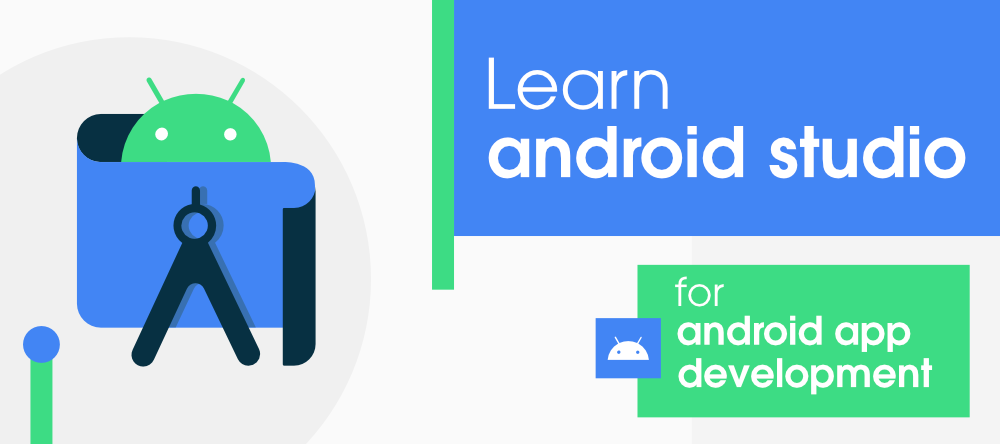 Learn
android studio
for
android app
development